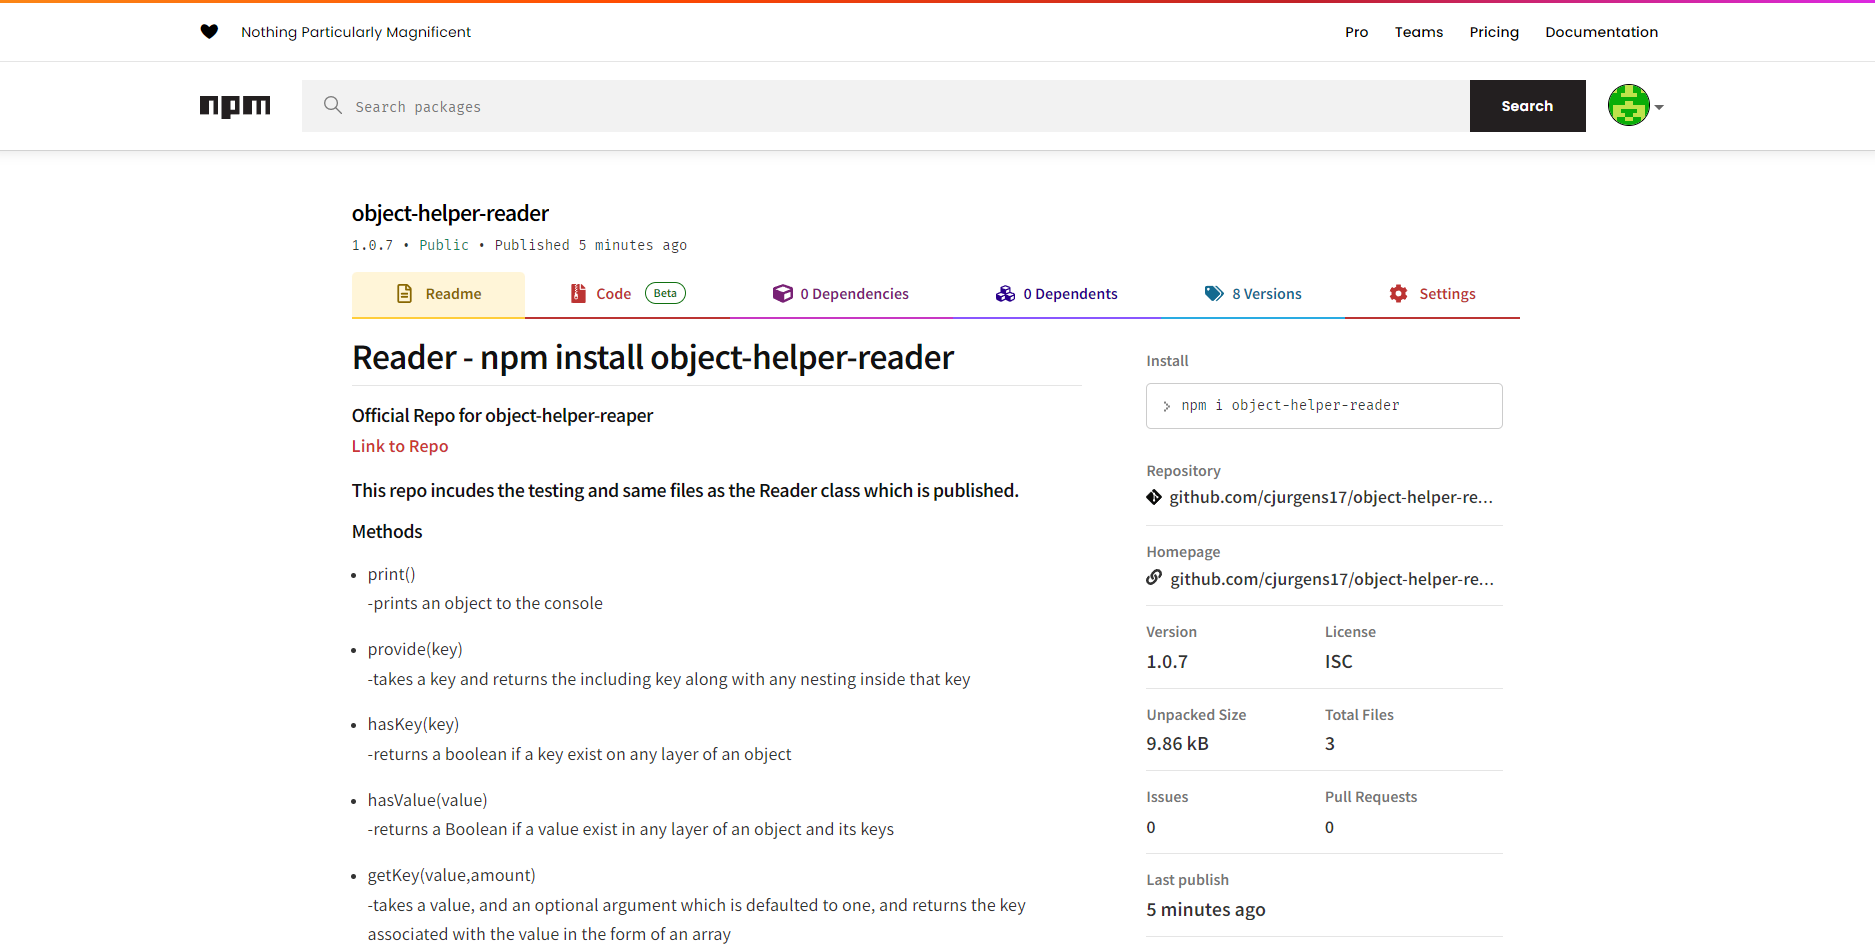 Nothing Particularly Magnificent
Pro Teams Pricing Documentation
npm
Search packages
Search
object-helper-reader
1.0.7 • Public • Published 5 minutes ago
Readme
Code Beta
0 Dependencies
0 Dependents
8 Versions
Settings
Reader - npm install object-helper-reader
Official Repo for object-helper-reaper
Link to Repo
This repo incudes the testing and same files as the Reader class which is published.
Methods
• print()
-prints an object to the console
• provide(key)
-takes a key and returns the including key along with any nesting inside that key
• hasKey(key)
-returns a boolean if a key exist on any layer of an object
• hasValue(value)
-returns a Boolean if a value exist in any layer of an object and its keys
• getKey(value,amount)
-takes a value, and an optional argument which is defaulted to one, and returns the key
associated with the value in the form of an array
Install
> npm i object-helper-reader
Repository
github.com/cjurgens17/object-helper-re...
Homepage
github.com/cjurgens17/object-helper-re...
Version License
1.0.7 ISC
Unpacked Size Total Files
9.86 kB 3
Issues Pull Requests
0 0
Last publish
5 minutes ago